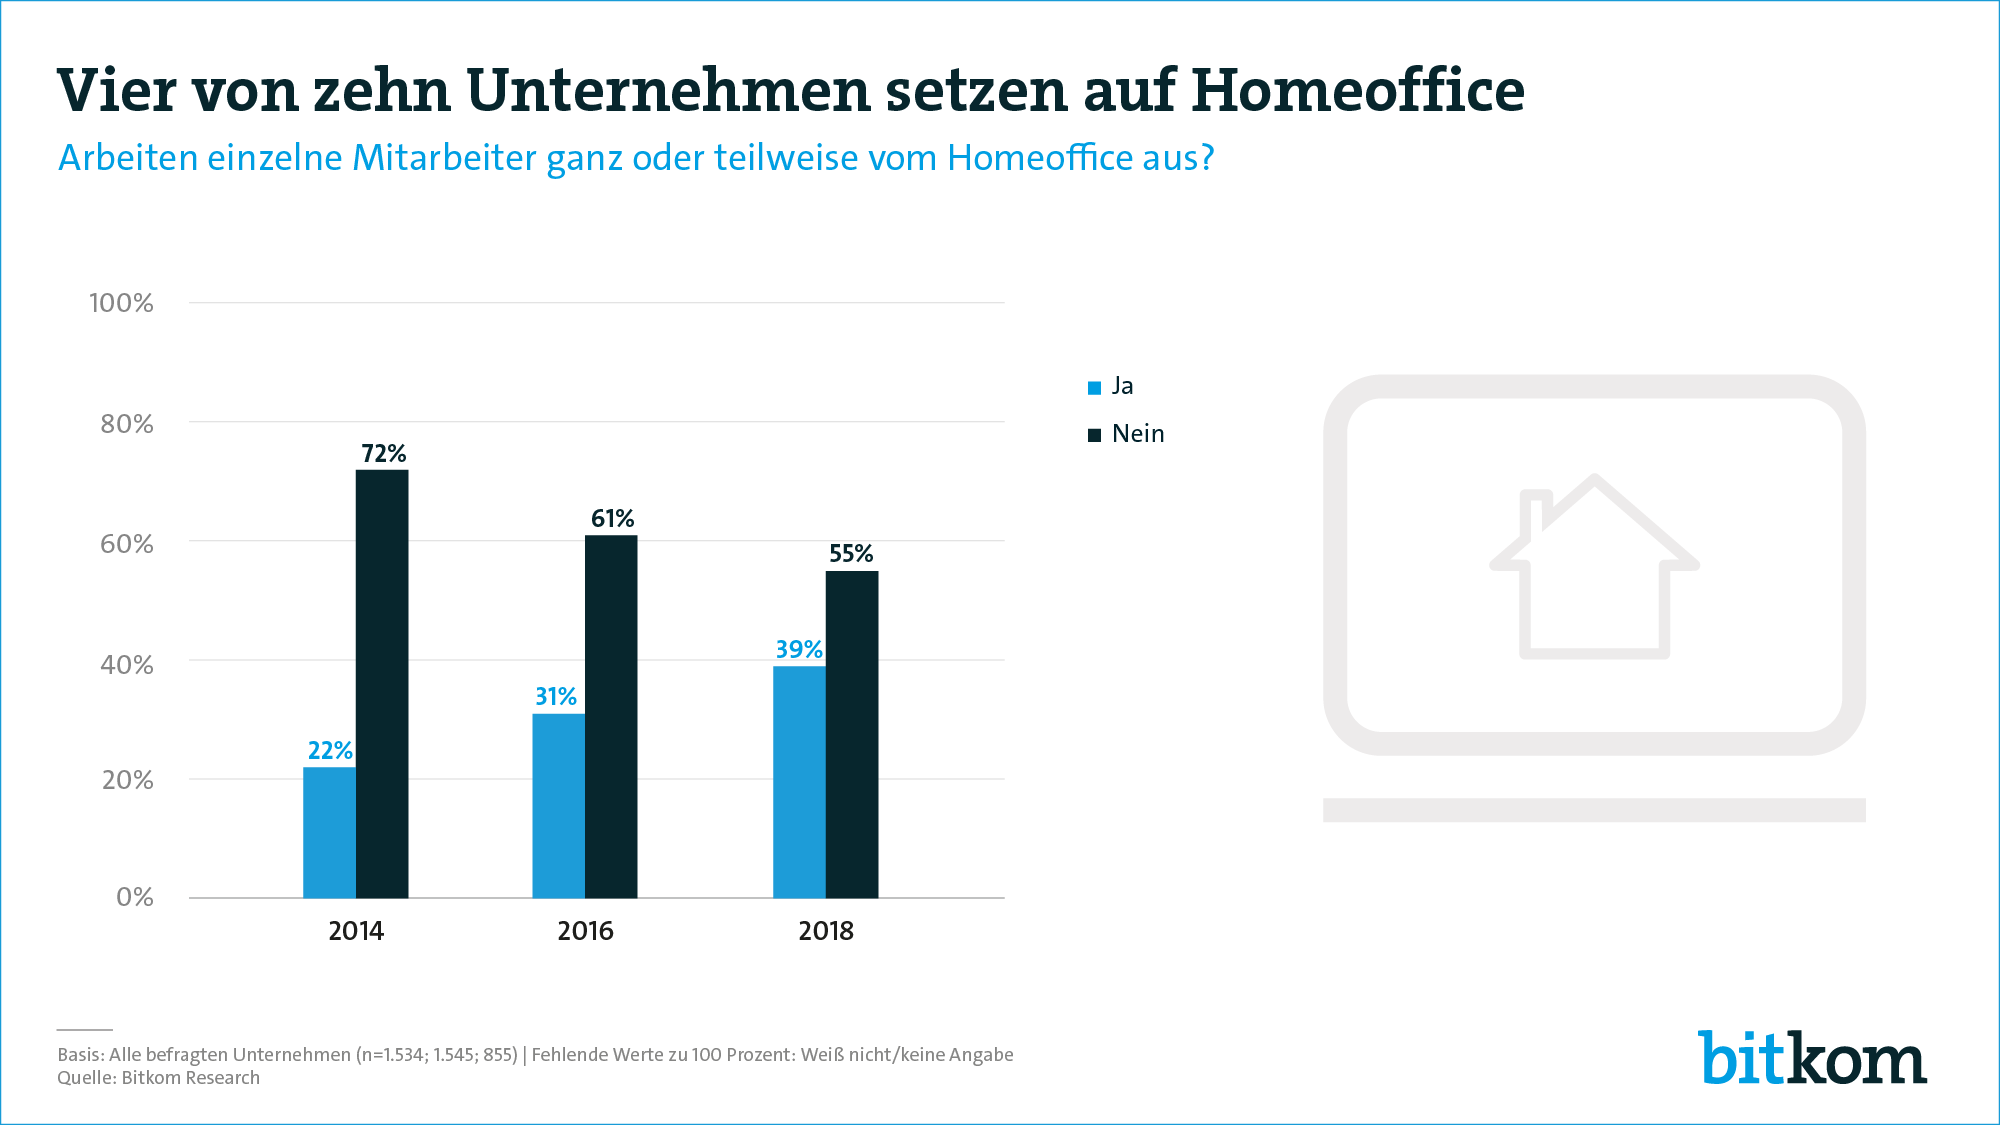 Vier von zehn Unternehmen setzen auf Homeoffice
Arbeiten einzelne Mitarbeiter ganz oder teilweise vom Homeoffice aus?
100%
80%
60%
40%
20%
0%
72%
22%
61%
31%
55%
39%
2014
2016
2018
Ja
Nein
Basis: Alle befragten Unternehmen (n=1.534; 1.545; 855) | Fehlende Werte zu 100 Prozent: Weiß nicht/keine Angabe
Quelle: Bitkom Research
bitkom